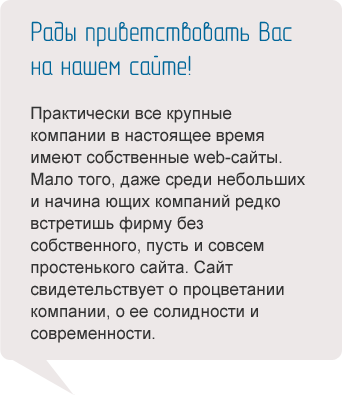 Рады приветствовать Вас
на нашем сайте!
Практически все крупные
компании в настоящее время
имеют собственные web-сайты.
Мало того, даже среди небольших
и начина ющих компаний редко
встретишь фирму без
собственного, пусть и совсем
простенького сайта. Сайт
свидетельствует о процветании
компании, о ее солидности и
современности.